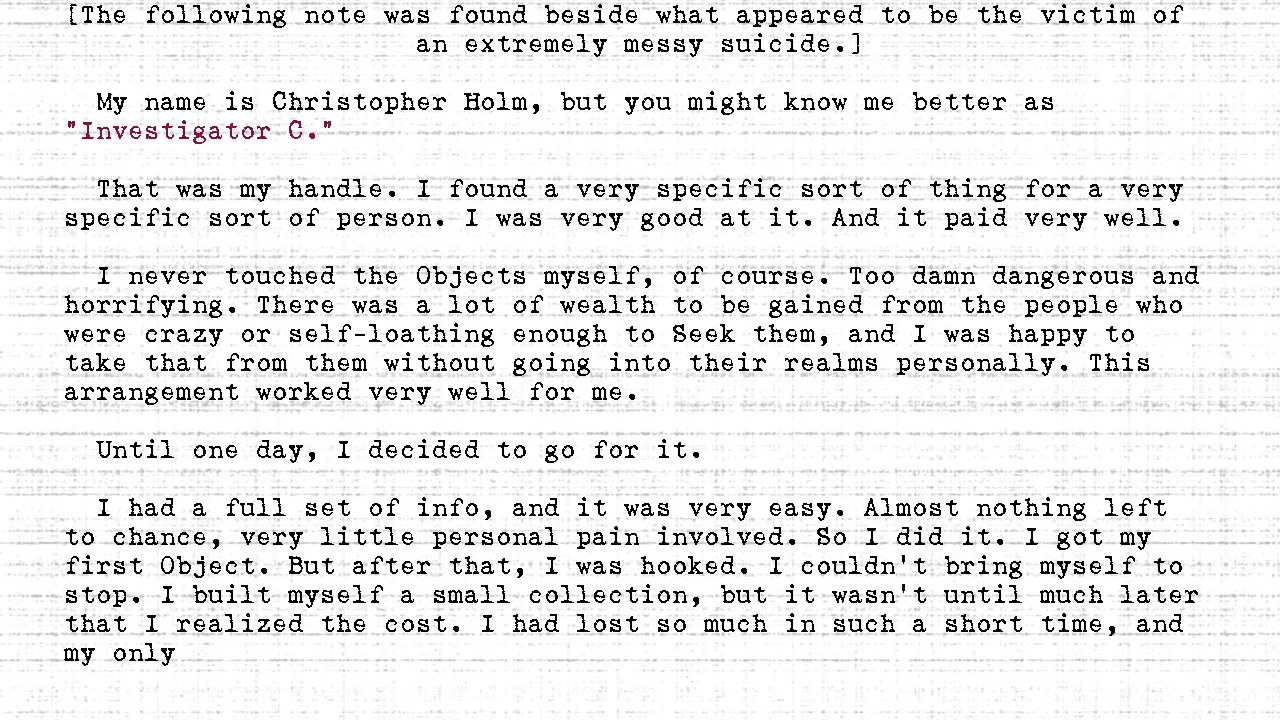 [The following note was found beside what appeared to be the victim of
an extremely messy suicide.]
My name is Christopher Holm, but you might know me better as
"Investigator C."
That was my handle. I found a very specific sort of thing for a very
specific sort of person. I was very good at it. And it paid very well.
I never touched the Objects myself, of course. Too damn dangerous and
horrifying. There was a lot of wealth to be gained from the people who
were crazy or self-loathing enough to Seek them, and I was happy to
take that from them without going into their realms personally. This
arrangement worked very well for me.
Until one day, I decided to go for it.
I had a full set of info, and it was very easy. Almost nothing left
to chance, very little personal pain involved. So I did it. I got my
first Object. But after that, I was hooked. I couldn't bring myself to
stop. I built myself a small collection, but it wasn't until much later
that I realized the cost. I had lost so much in such a short time, and
my only